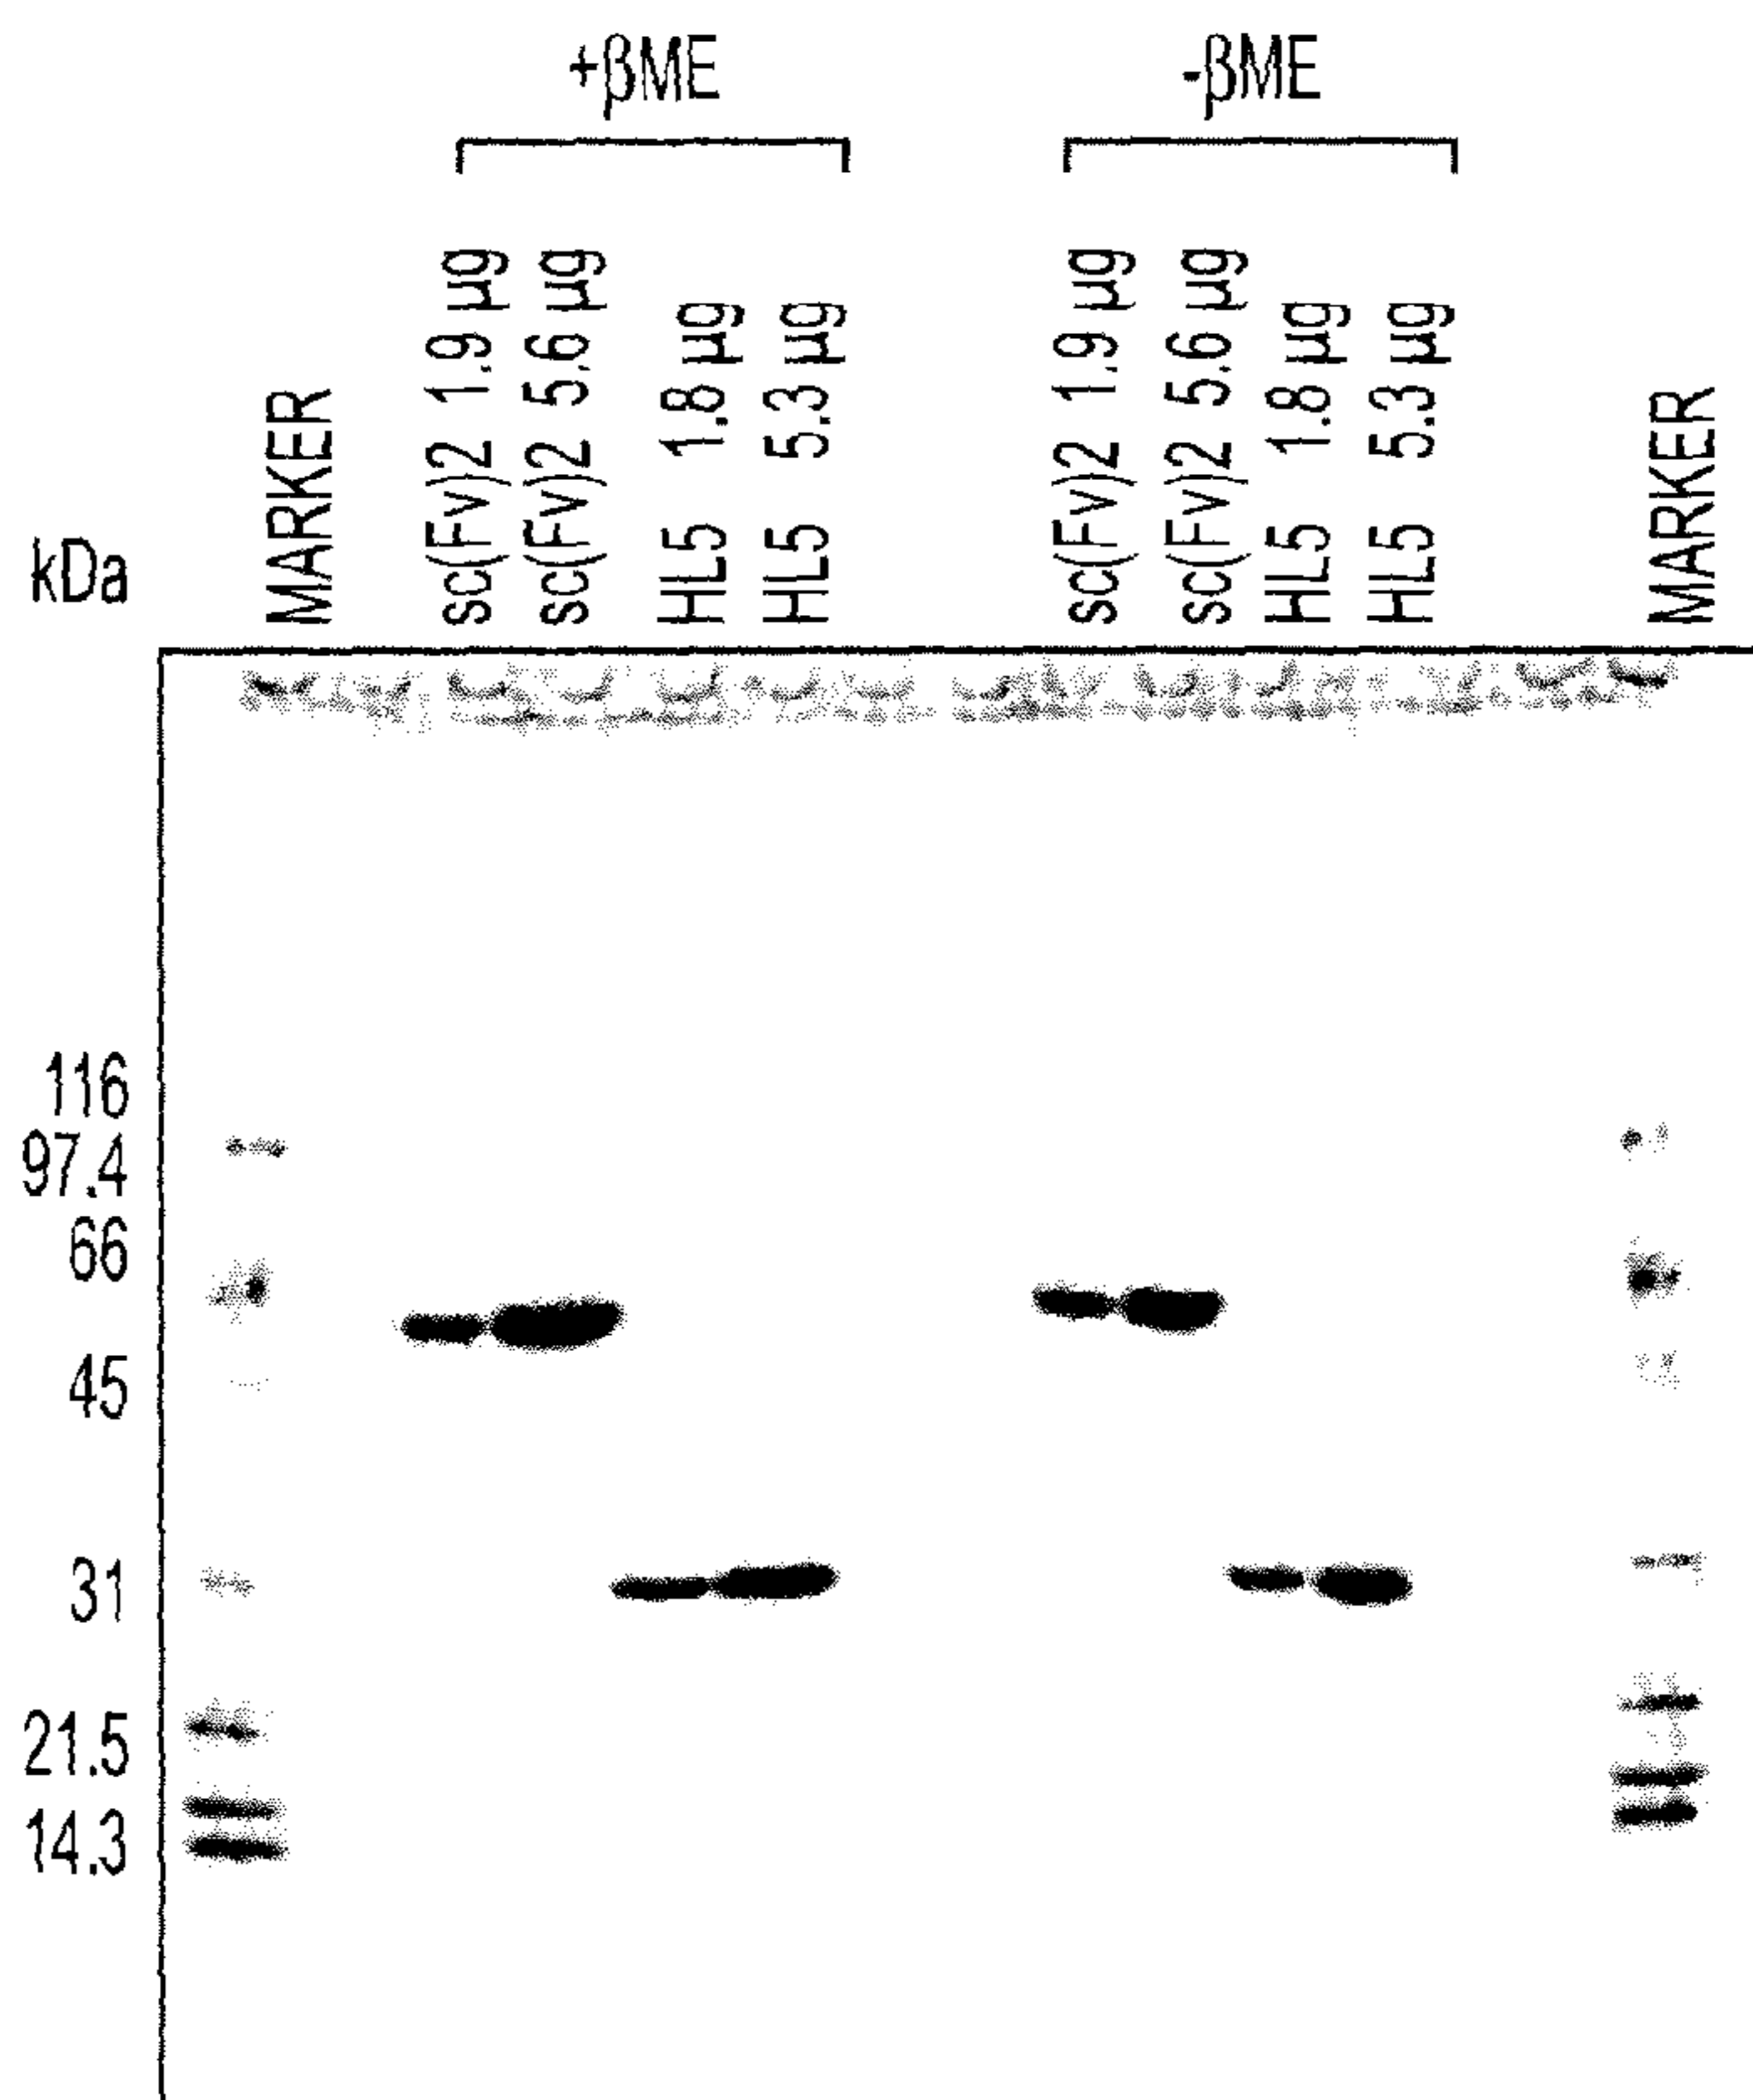 +βME
-βME
kDa
MARKER
sc(Fv)2 1.9 µg
sc(Fv)2 5.6 µg
HL5 1.8 µg
HL5 5.3 µg
sc(Fv)2 1.9 µg
sc(Fv)2 5.6 µg
HL5 1.8 µg
HL5 5.3 µg
MARKER
116
97.4
66
45
31
21.5
14.3